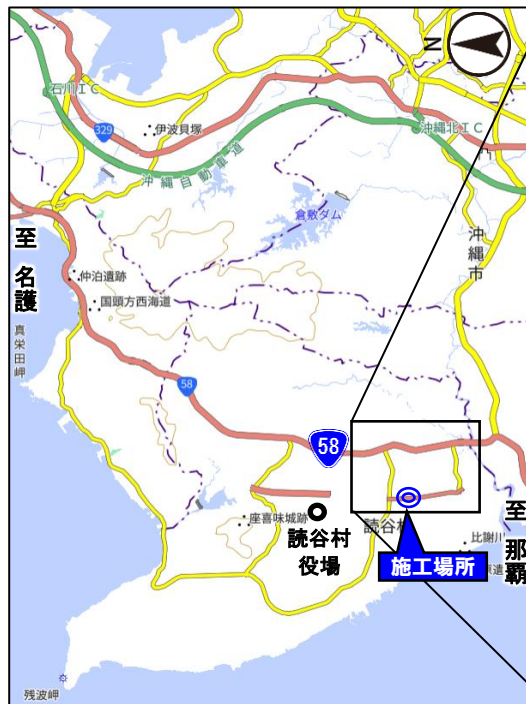 N
石川IC
329
伊波貝塚
沖縄自動車道
沖縄北IC
倉敷ダム
沖縄市
至 名護
仲泊遺跡
国頭方西海道
真栄田岬
58
58
座喜味城跡
読谷村
役場
読谷村
施工場所
比謝川
至 那覇
残波岬